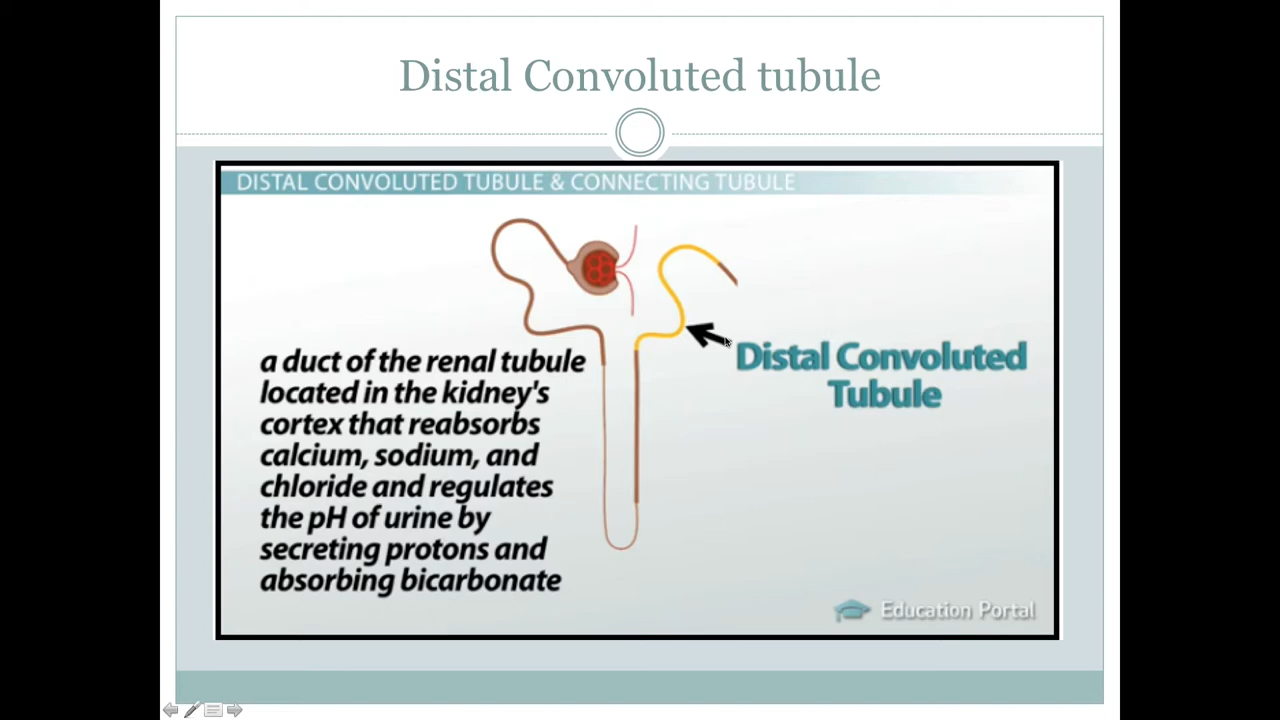 Distal Convoluted tubule
DISTAL CONVOLUTED TUBULE & CONNECTING TUBULE
a duct of the renal tubule
located in the kidney's
cortex that reabsorbs
calcium, sodium, and
chloride and regulates
the pH of urine by
secreting protons and
absorbing bicarbonate
Distal Convoluted
Tubule
Education Portal